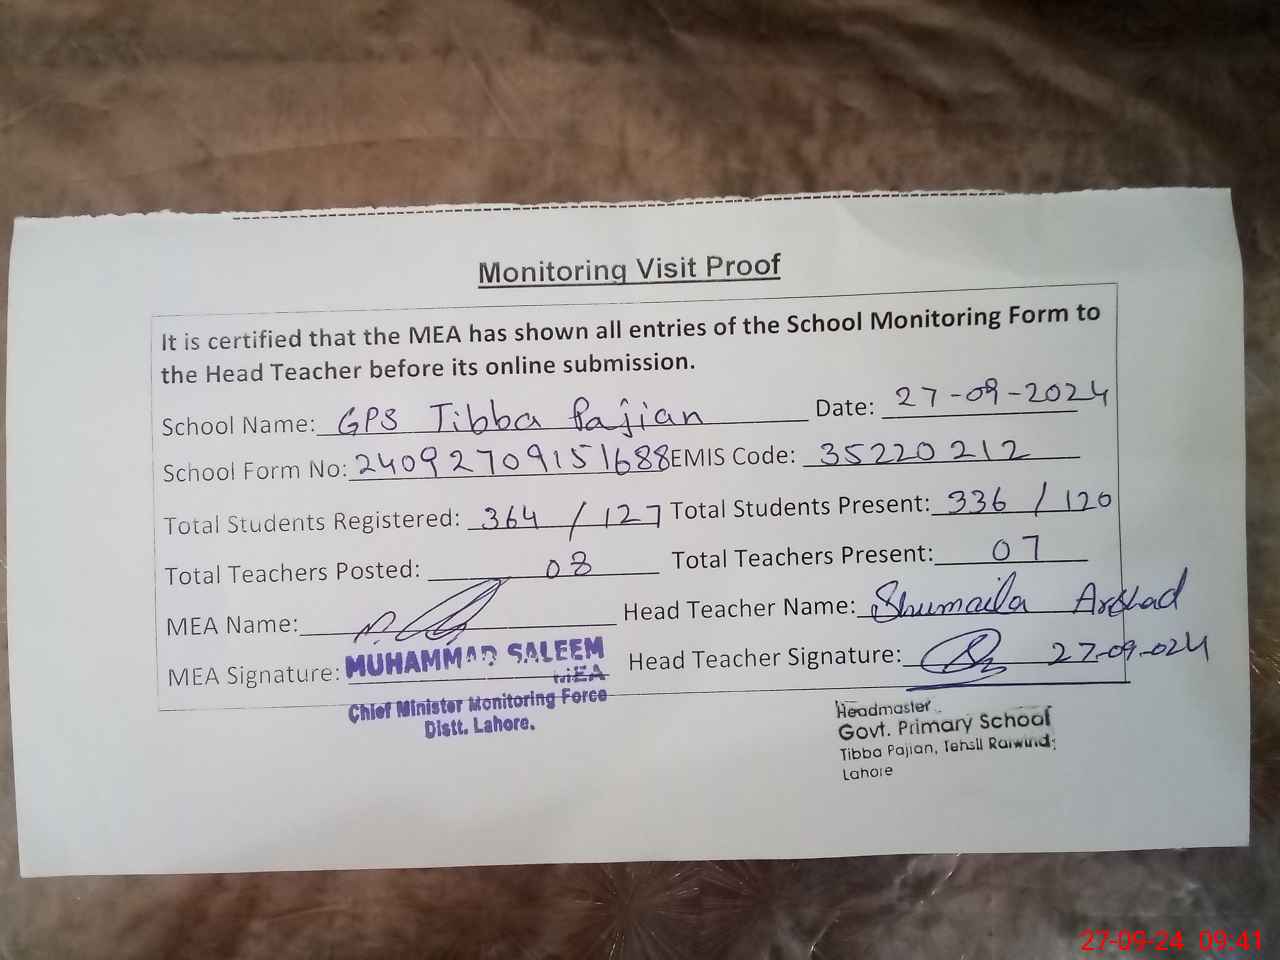 Monitoring Visit Proof
It is certified that the MEA has shown all entries of the School Monitoring Form to
the Head Teacher before its online submission.
School Name: GPS Tibba Pajian Date: 27-09-2024
School Form No: 24092709151688 EMIS Code: 35220212
Total Students Registered: 364 / 127 Total Students Present: 336 / 120
Total Teachers Posted: 08 Total Teachers Present: 07
MEA Name: Head Teacher Name: Shumaila Arshad
MEA Signature: MUHAMMAD SALEEM Head Teacher Signature: 27-09-024
MEA
Chief Minister Monitoring Force
Distt. Lahore.
Headmaster
Govt. Primary School
Tibba Pajian, Tehsil Raiwind,
Lahore
27-09-24 09:41